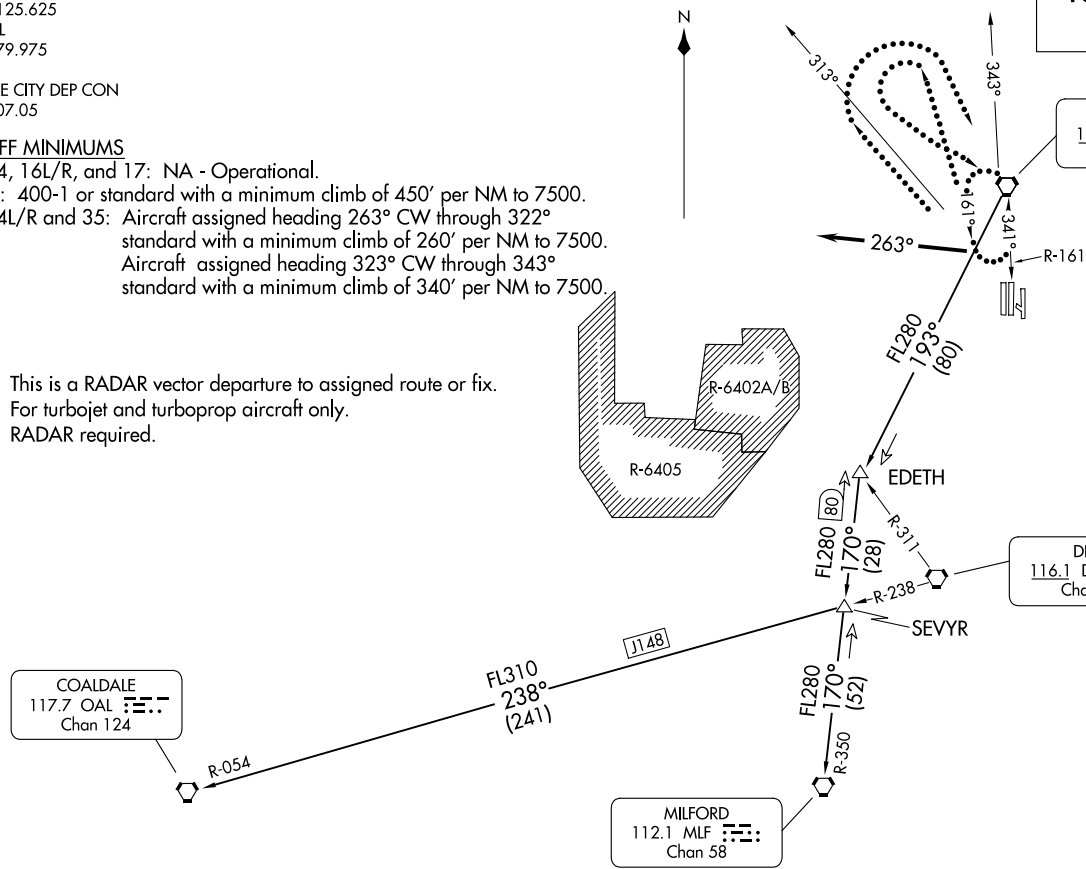 125.625
79.975
E CITY DEP CON
07.05
FF MINIMUMS
4, 16L/R, and 17: NA - Operational.
: 400-1 or standard with a minimum climb of 450' per NM to 7500.
4L/R and 35: Aircraft assigned heading 263° CW through 322°
standard with a minimum climb of 260' per NM to 7500.
Aircraft assigned heading 323° CW through 343°
standard with a minimum climb of 340' per NM to 7500.
This is a RADAR vector departure to assigned route or fix.
For turbojet and turboprop aircraft only.
RADAR required.
N
313°
343°
161°
341°
263°
R-161
FL280
193°
(80)
R-6402A/B
R-6405
EDETH
80
FL280
170°
(28)
R-311
R-238
116.1 D
Cha
SEVYR
J148
FL310
238°
(241)
FL280
170°
(52)
COALDALE
117.7 OAL
Chan 124
R-054
R-350
MILFORD
112.1 MLF
Chan 58